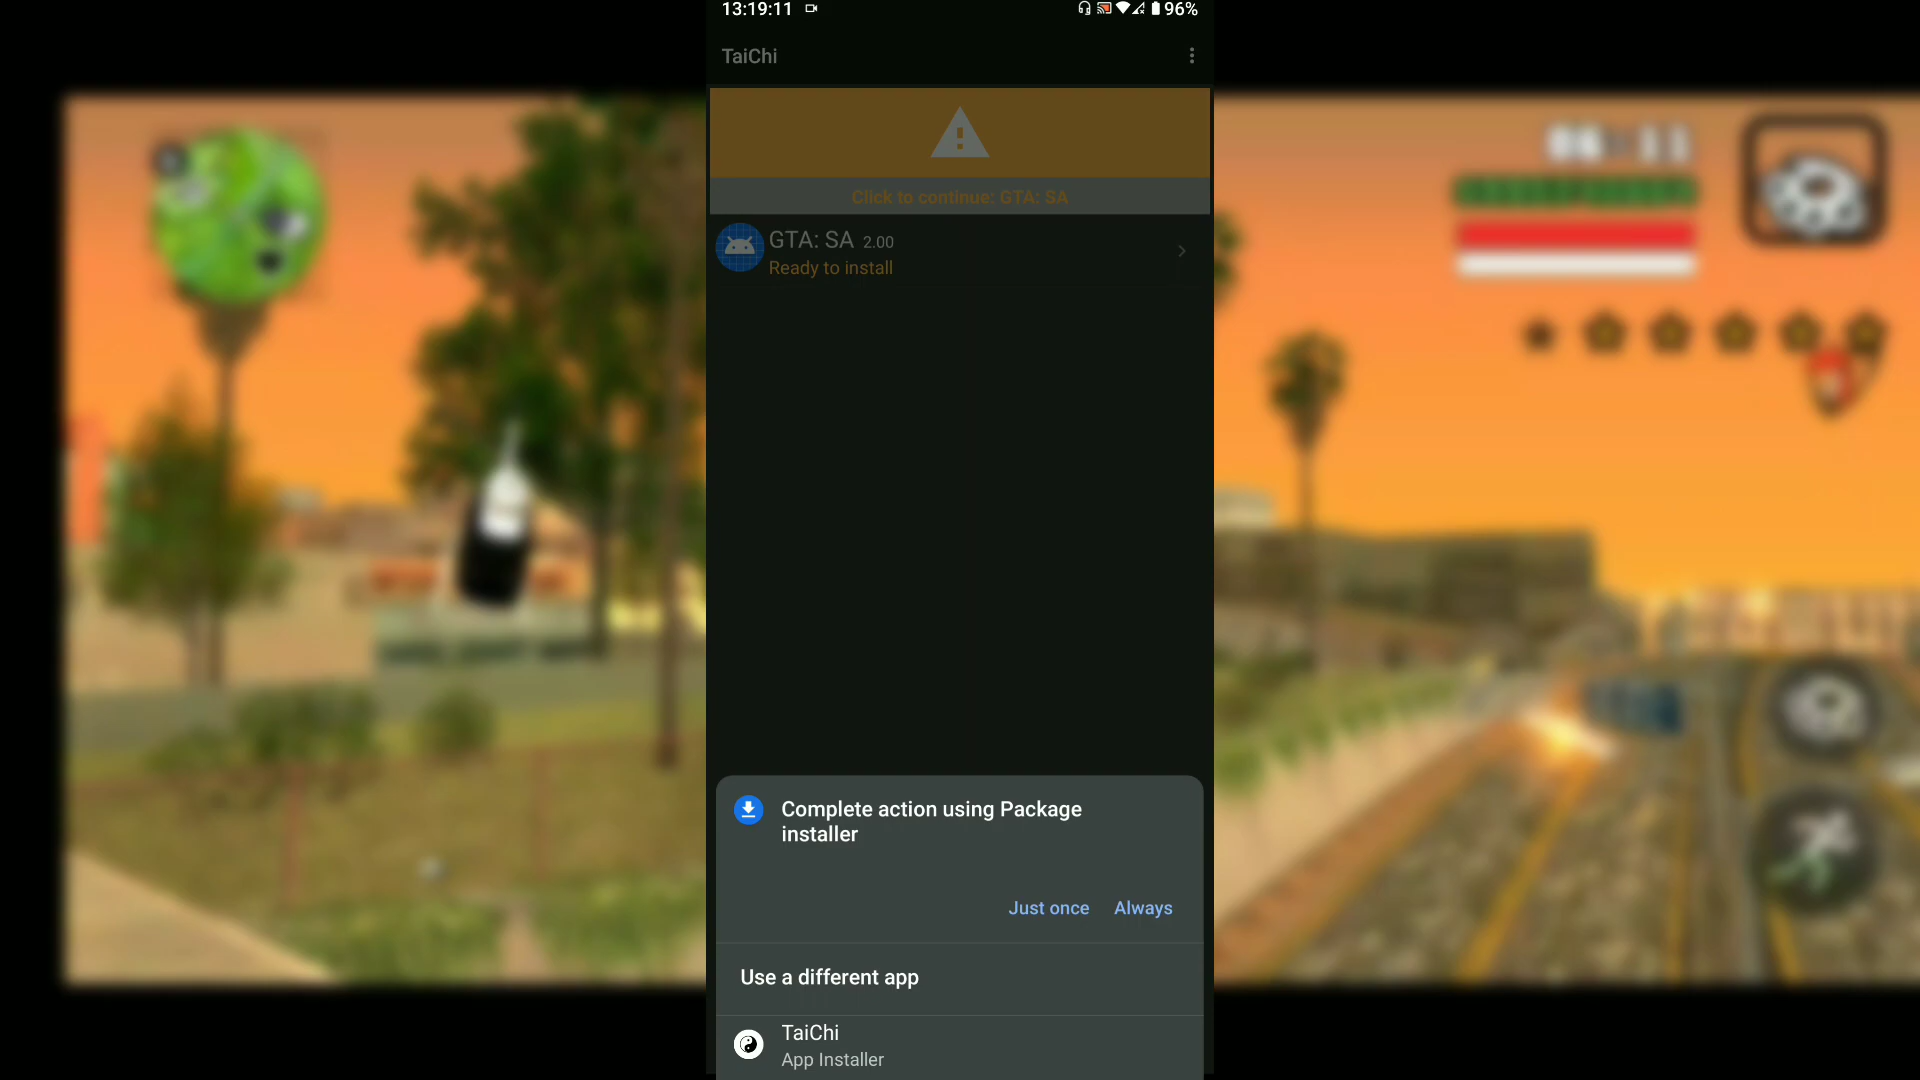 13:19:11
96%
TaiChi
Click to continue: GTA: SA
GTA: SA 2.00
Ready to install
Complete action using Package
installer
Just once Always
Use a different app
TaiChi
App Installer